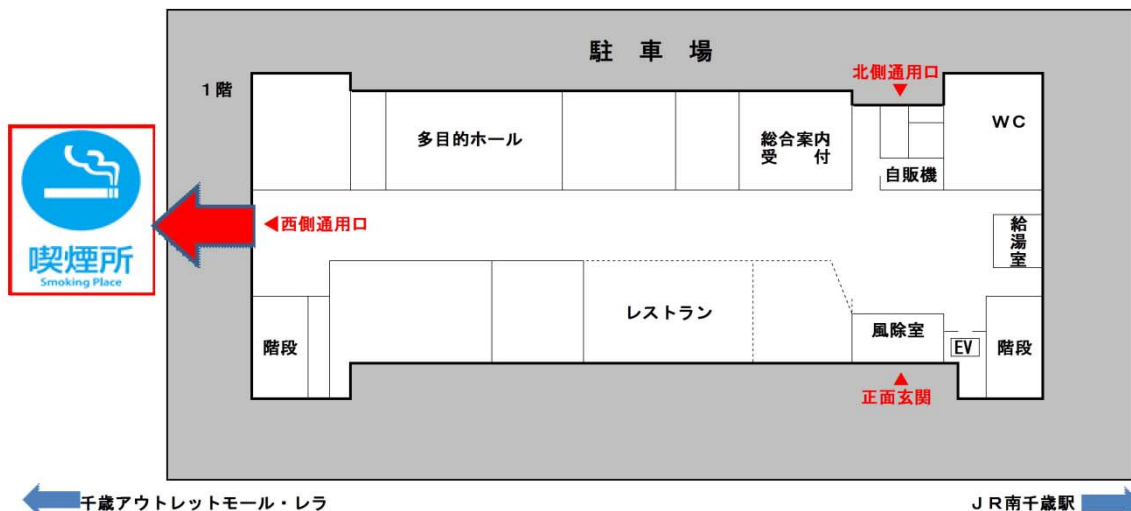 駐 車 場
1階
北側通用口
WC
多目的ホール
総合案内
受 付
自販機
西側通用口
給湯室
喫煙所
Smoking Place
レストラン
風除室
階段
EV
階段
正面玄関
千歳アウトレットモール・レラ
JR南千歳駅